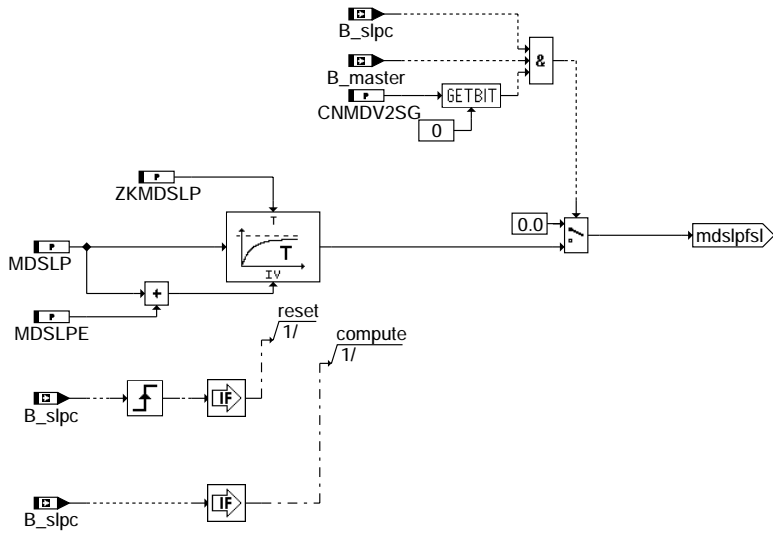 B_slpc
B_master
&
P
CNMDV2SG
GETBIT
0
P
ZKMDSLP
T
P
MDSLP
T
IV
0.0
mdslpfsl
P
MDSLPE
+
reset
1/
compute
1/
B_slpc
IF
B_slpc
IF